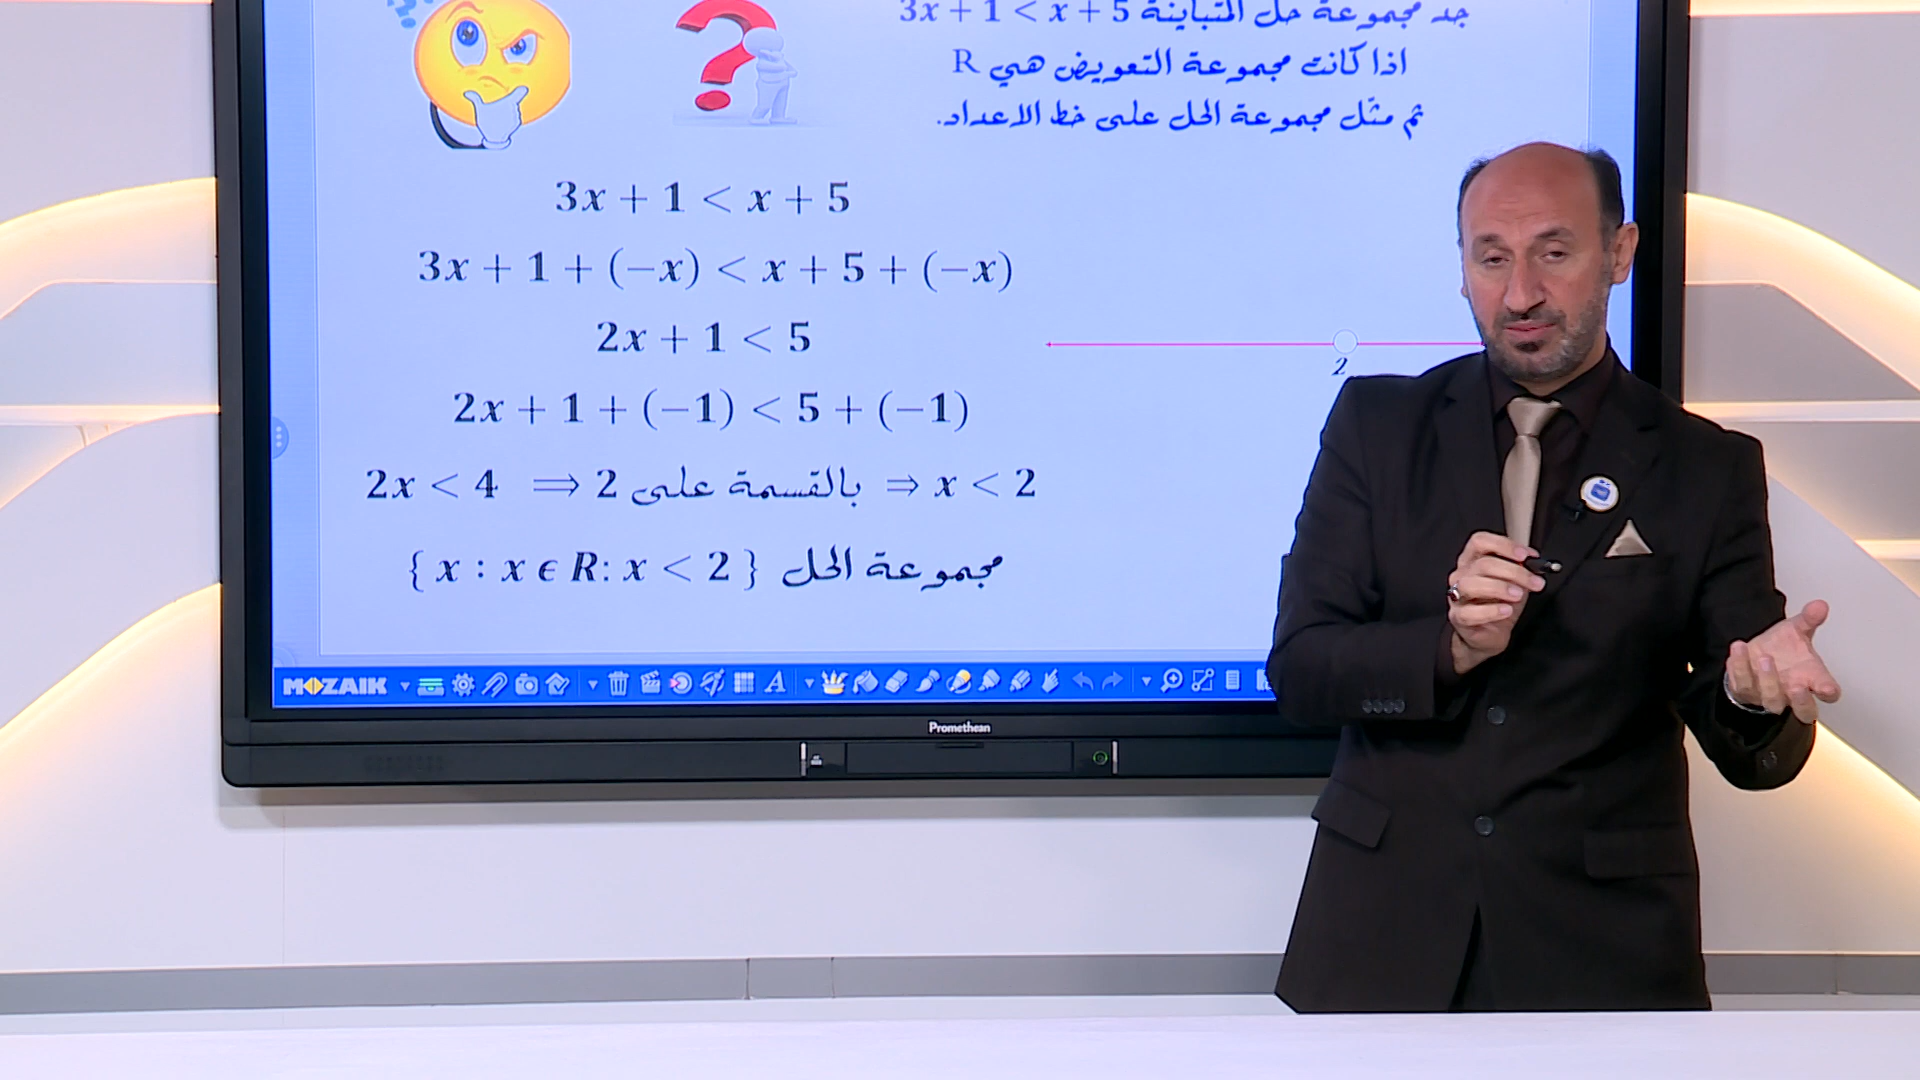 جد مجموعة حل المتباينة 3x + 1 < x + 5
اذا كانت مجموعة التعويض هي R
ثم مثّل مجموعة الحل على خط الاعداد.
3x + 1 < x + 5
3x + 1 + (−x) < x + 5 + (−x)
2x + 1 < 5
2
2x + 1 + (−1) < 5 + (−1)
2x < 4 ⟹ بالقسمة على 2 ⇒ x < 2
مجموعة الحل { x : x ϵ R: x < 2 }
MOZAIK
Promethean